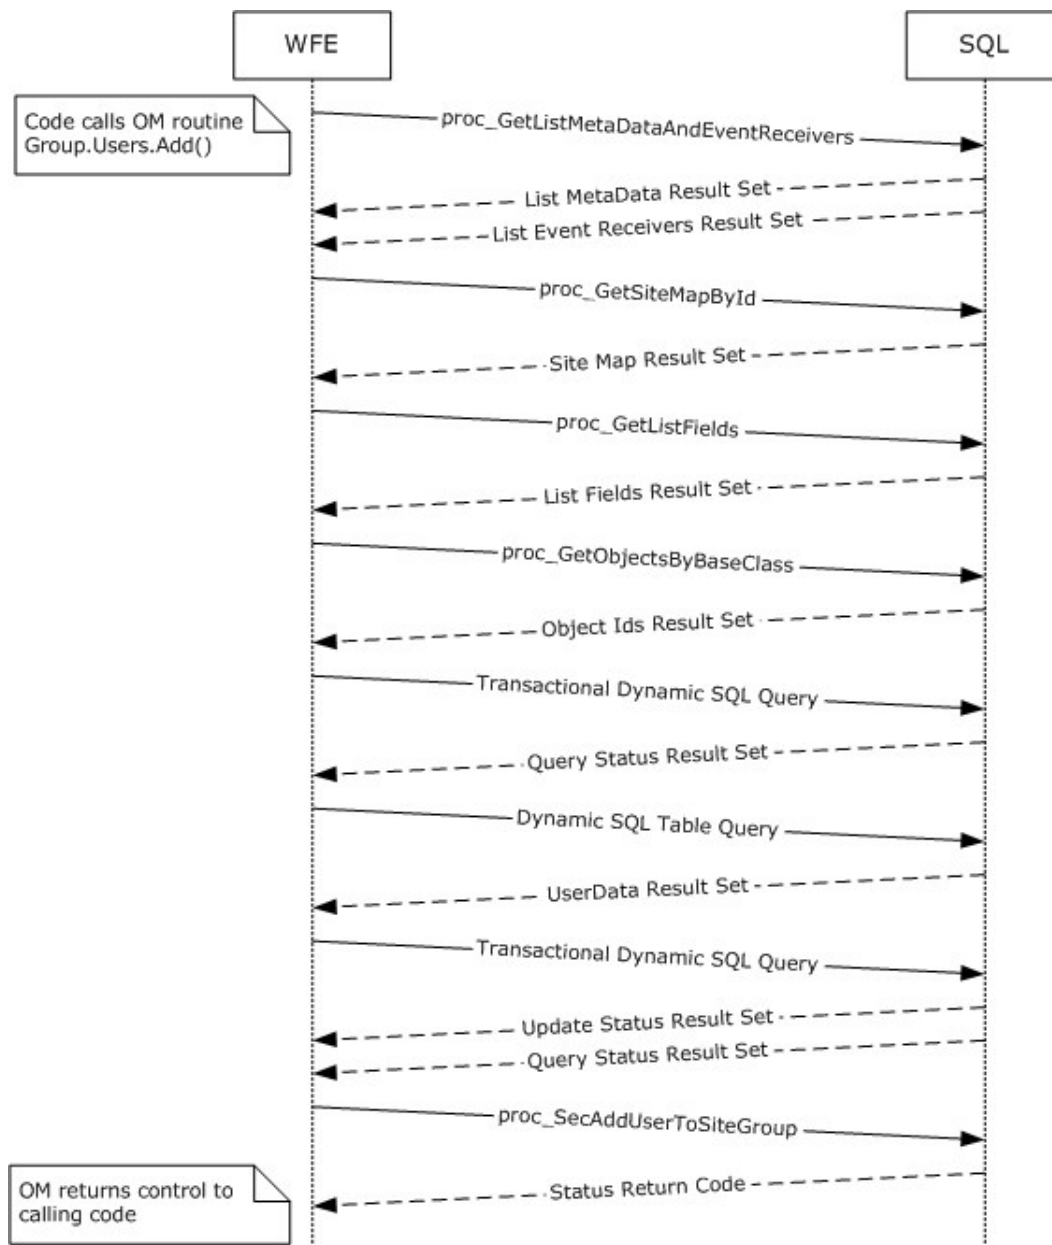 WFE
SQL
Code calls OM routine
Group.Users.Add()
proc_GetListMetaDataAndEventReceivers
List MetaData Result Set
List Event Receivers Result Set
proc_GetSiteMapById
Site Map Result Set
proc_GetListFields
List Fields Result Set
proc_GetObjectsByBaseClass
Object Ids Result Set
Transactional Dynamic SQL Query
Query Status Result Set
Dynamic SQL Table Query
UserData Result Set
Transactional Dynamic SQL Query
Update Status Result Set
Query Status Result Set
proc_SecAddUserToSiteGroup
OM returns control to
calling code
Status Return Code